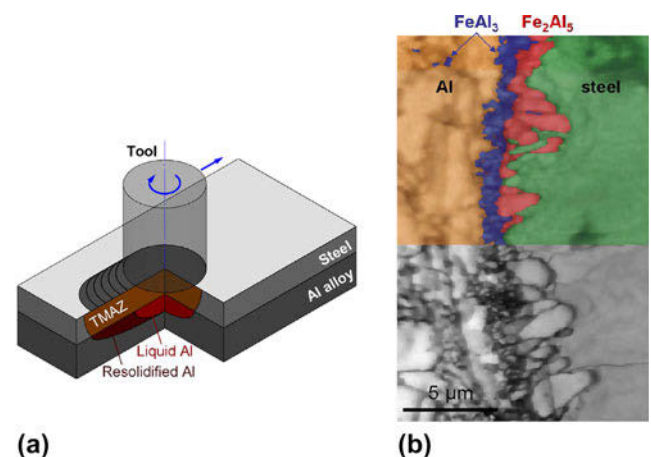 Tool
Steel
Al alloy
TMAZ
Liquid Al
Resolidified Al
(a)
FeAl₃ Fe₂Al₅
Al steel
5 µm
(b)